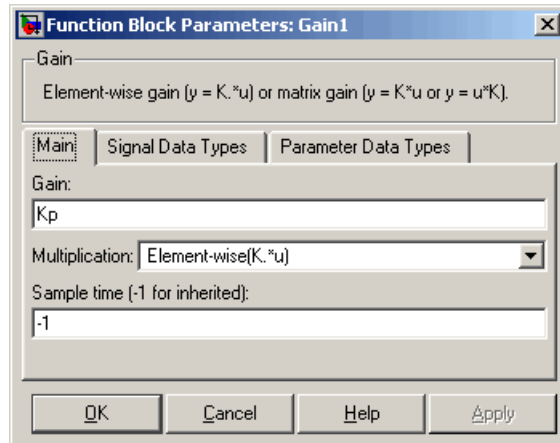 Function Block Parameters: Gain1
Gain
Element-wise gain (y = K.*u) or matrix gain (y = K*u or y = u*K).
Main Signal Data Types Parameter Data Types
Gain:
Kp
Multiplication: Element-wise(K.*u)
Sample time (-1 for inherited):
-1
OK Cancel Help Apply